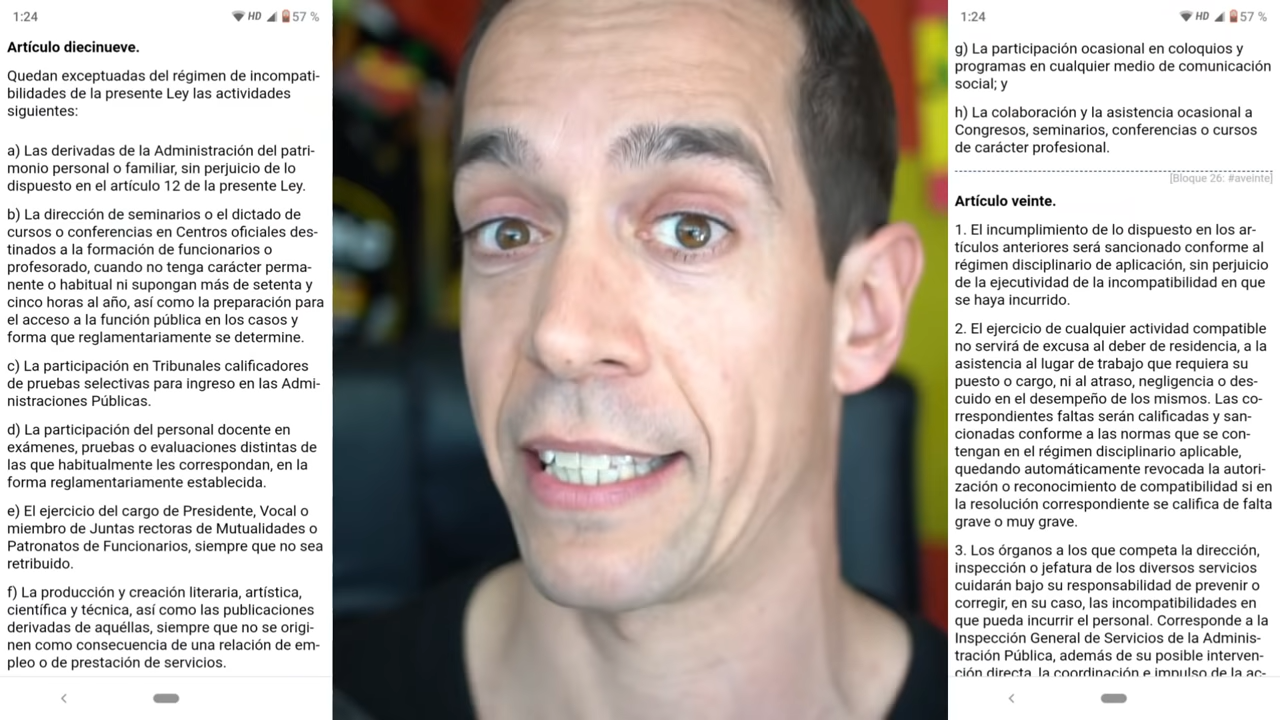 1:24
HD
57 %
Artículo diecinueve.
Quedan exceptuadas del régimen de incompati-
bilidades de la presente Ley las actividades
siguientes:
a) Las derivadas de la Administración del patri-
monio personal o familiar, sin perjuicio de lo
dispuesto en el artículo 12 de la presente Ley.
b) La dirección de seminarios o el dictado de
cursos o conferencias en Centros oficiales des-
tinados a la formación de funcionarios o
profesorado, cuando no tenga carácter perma-
nente o habitual ni supongan más de setenta y
cinco horas al año, así como la preparación para
el acceso a la función pública en los casos y
forma que reglamentariamente se determine.
c) La participación en Tribunales calificadores
de pruebas selectivas para ingreso en las Admi-
nistraciones Públicas.
d) La participación del personal docente en
exámenes, pruebas o evaluaciones distintas de
las que habitualmente les correspondan, en la
forma reglamentariamente establecida.
e) El ejercicio del cargo de Presidente, Vocal o
miembro de Juntas rectoras de Mutualidades o
Patronatos de Funcionarios, siempre que no sea
retribuido.
f) La producción y creación literaria, artística,
científica y técnica, así como las publicaciones
derivadas de aquéllas, siempre que no se origi-
nen como consecuencia de una relación de em-
pleo o de prestación de servicios.
1:24
HD
57 %
g) La participación ocasional en coloquios y
programas en cualquier medio de comunicación
social; y
h) La colaboración y la asistencia ocasional a
Congresos, seminarios, conferencias o cursos
de carácter profesional.
[Bloque 26: #aveinte]
Artículo veinte.
1. El incumplimiento de lo dispuesto en los ar-
tículos anteriores será sancionado conforme al
régimen disciplinario de aplicación, sin perjuicio
de la ejecutividad de la incompatibilidad en que
se haya incurrido.
2. El ejercicio de cualquier actividad compatible
no servirá de excusa al deber de residencia, a la
asistencia al lugar de trabajo que requiera su
puesto o cargo, ni al atraso, negligencia o des-
cuido en el desempeño de los mismos. Las co-
rrespondientes faltas serán calificadas y san-
cionadas conforme a las normas que se con-
tengan en el régimen disciplinario aplicable,
quedando automáticamente revocada la autori-
zación o reconocimiento de compatibilidad si en
la resolución correspondiente se califica de falta
grave o muy grave.
3. Los órganos a los que competa la dirección,
inspección o jefatura de los diversos servicios
cuidarán bajo su responsabilidad de prevenir o
corregir, en su caso, las incompatibilidades en
que pueda incurrir el personal. Corresponde a la
Inspección General de Servicios de la Adminis-
tración Pública, además de su posible interven-
ción directa, la coordinación e impulso de la ac-